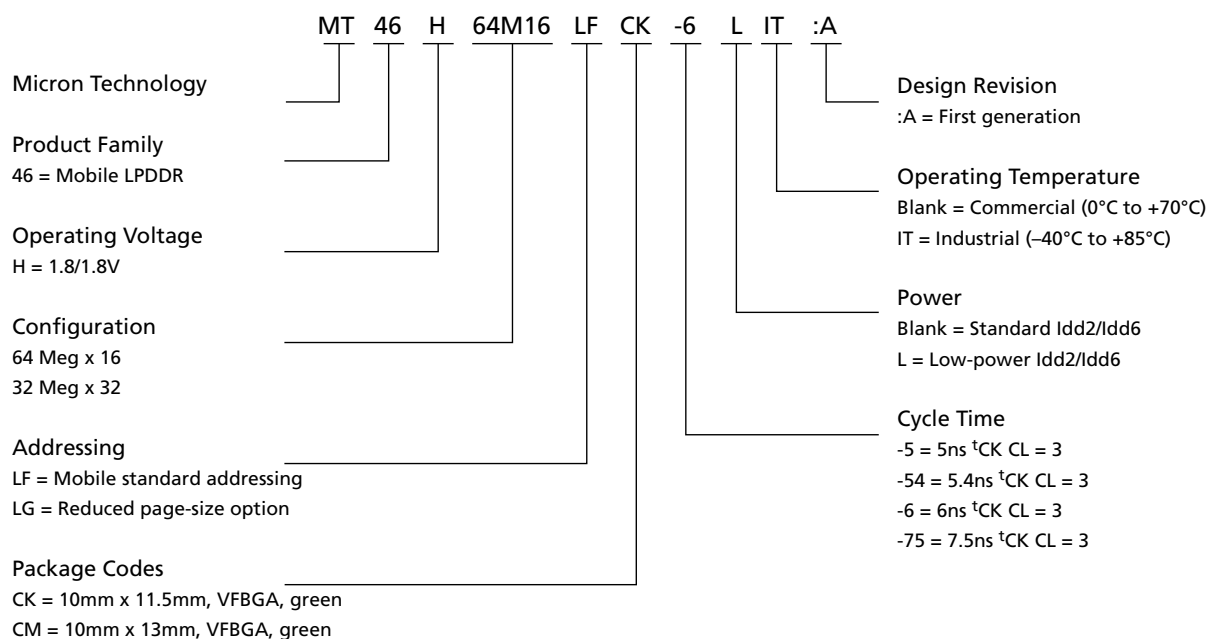 MT 46 H 64M16 LF CK -6 L IT :A
Micron Technology
Product Family
46 = Mobile LPDDR
Operating Voltage
H = 1.8/1.8V
Configuration
64 Meg x 16
32 Meg x 32
Addressing
LF = Mobile standard addressing
LG = Reduced page-size option
Package Codes
CK = 10mm x 11.5mm, VFBGA, green
CM = 10mm x 13mm, VFBGA, green
Design Revision
:A = First generation
Operating Temperature
Blank = Commercial (0°C to +70°C)
IT = Industrial (–40°C to +85°C)
Power
Blank = Standard Idd2/Idd6
L = Low-power Idd2/Idd6
Cycle Time
-5 = 5ns ᵗCK CL = 3
-54 = 5.4ns ᵗCK CL = 3
-6 = 6ns ᵗCK CL = 3
-75 = 7.5ns ᵗCK CL = 3